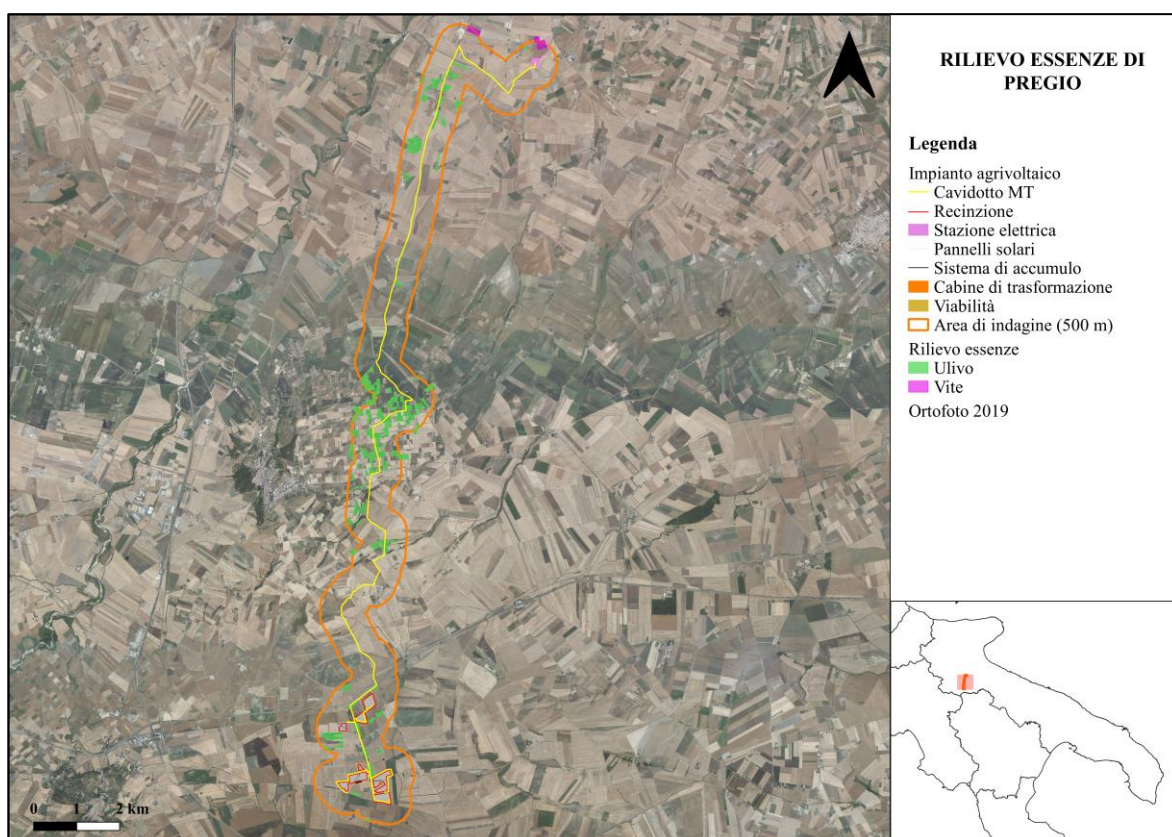 RILIEVO ESSENZE DI
PREGIO
Legenda
Impianto agrivoltaico
Cavidotto MT
Recinzione
Stazione elettrica
Pannelli solari
Sistema di accumulo
Cabine di trasformazione
Viabilità
Area di indagine (500 m)
Rilievo essenze
Ulivo
Vite
Ortofoto 2019
0 1 2 km